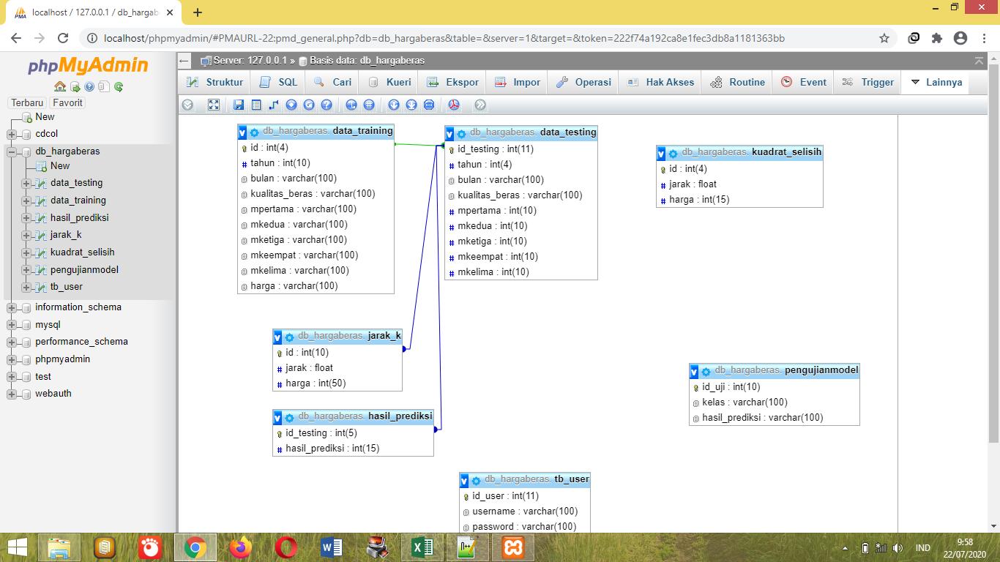 localhost / 127.0.0.1 / db_hargab
localhost/phpmyadmin/#PMAURL-22:pmd_general.php?db=db_hargaberas&table=&server=1&target=&token=222f74a192ca8e1fec3db8a1181363bb
phpMyAdmin
Terbaru Favorit
New
cdcol
db_hargaberas
New
data_testing
data_training
hasil_prediksi
jarak_k
kuadrat_selisih
pengujianmodel
tb_user
information_schema
mysql
performance_schema
phpmyadmin
test
webauth
Server: 127.0.0.1 » Basis data: db_hargaberas
Struktur SQL Cari Kueri Ekspor Impor Operasi Hak Akses Routine Event Trigger Lainnya
db_hargaberas. data_training
id : int(4)
tahun : int(10)
bulan : varchar(100)
kualitas_beras : varchar(100)
mpertama : varchar(100)
mkedua : varchar(100)
mketiga : varchar(100)
mkeempat : varchar(100)
mkelima : varchar(100)
harga : varchar(100)
db_hargaberas. data_testing
id_testing : int(11)
tahun : int(4)
bulan : varchar(100)
kualitas_beras : varchar(100)
mpertama : int(10)
mkedua : int(10)
mketiga : int(10)
mkeempat : int(10)
mkelima : int(10)
db_hargaberas. kuadrat_selisih
id : int(4)
jarak : float
harga : int(15)
db_hargaberas. jarak_k
id : int(10)
jarak : float
harga : int(50)
db_hargaberas. pengujianmodel
id_uji : int(10)
kelas : varchar(100)
hasil_prediksi : varchar(100)
db_hargaberas. hasil_prediksi
id_testing : int(5)
hasil_prediksi : int(15)
db_hargaberas. tb_user
id_user : int(11)
username : varchar(100)
password : varchar(100)
IND
9:58
22/07/2020